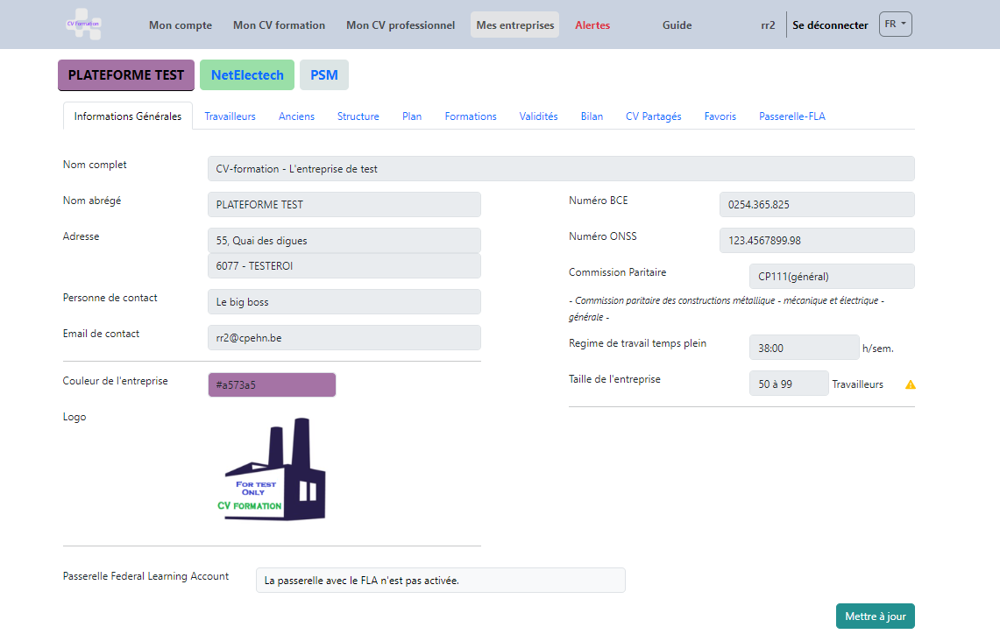 CV Formation
Mon compte Mon CV formation Mon CV professionnel Mes entreprises Alertes Guide rr2 Se déconnecter FR
PLATEFORME TEST NetElectech PSM
Informations Générales Travailleurs Anciens Structure Plan Formations Validités Bilan CV Partagés Favoris Passerelle-FLA
Nom complet CV-formation - L'entreprise de test
Nom abrégé PLATEFORME TEST
Numéro BCE 0254.365.825
Adresse 55, Quai des digues
6077 - TESTEROI
Numéro ONSS 123.4567899.98
Commission Paritaire CP111(général)
- Commission paritaire des constructions métallique - mécanique et électrique -
générale -
Personne de contact Le big boss
Email de contact rr2@cpehn.be
Regime de travail temps plein 38:00 h/sem.
Taille de l'entreprise 50 à 99 Travailleurs
Couleur de l'entreprise #a573a5
Logo
FOR TEST
ONLY
CV FORMATION
Passerelle Federal Learning Account La passerelle avec le FLA n'est pas activée.
Mettre à jour